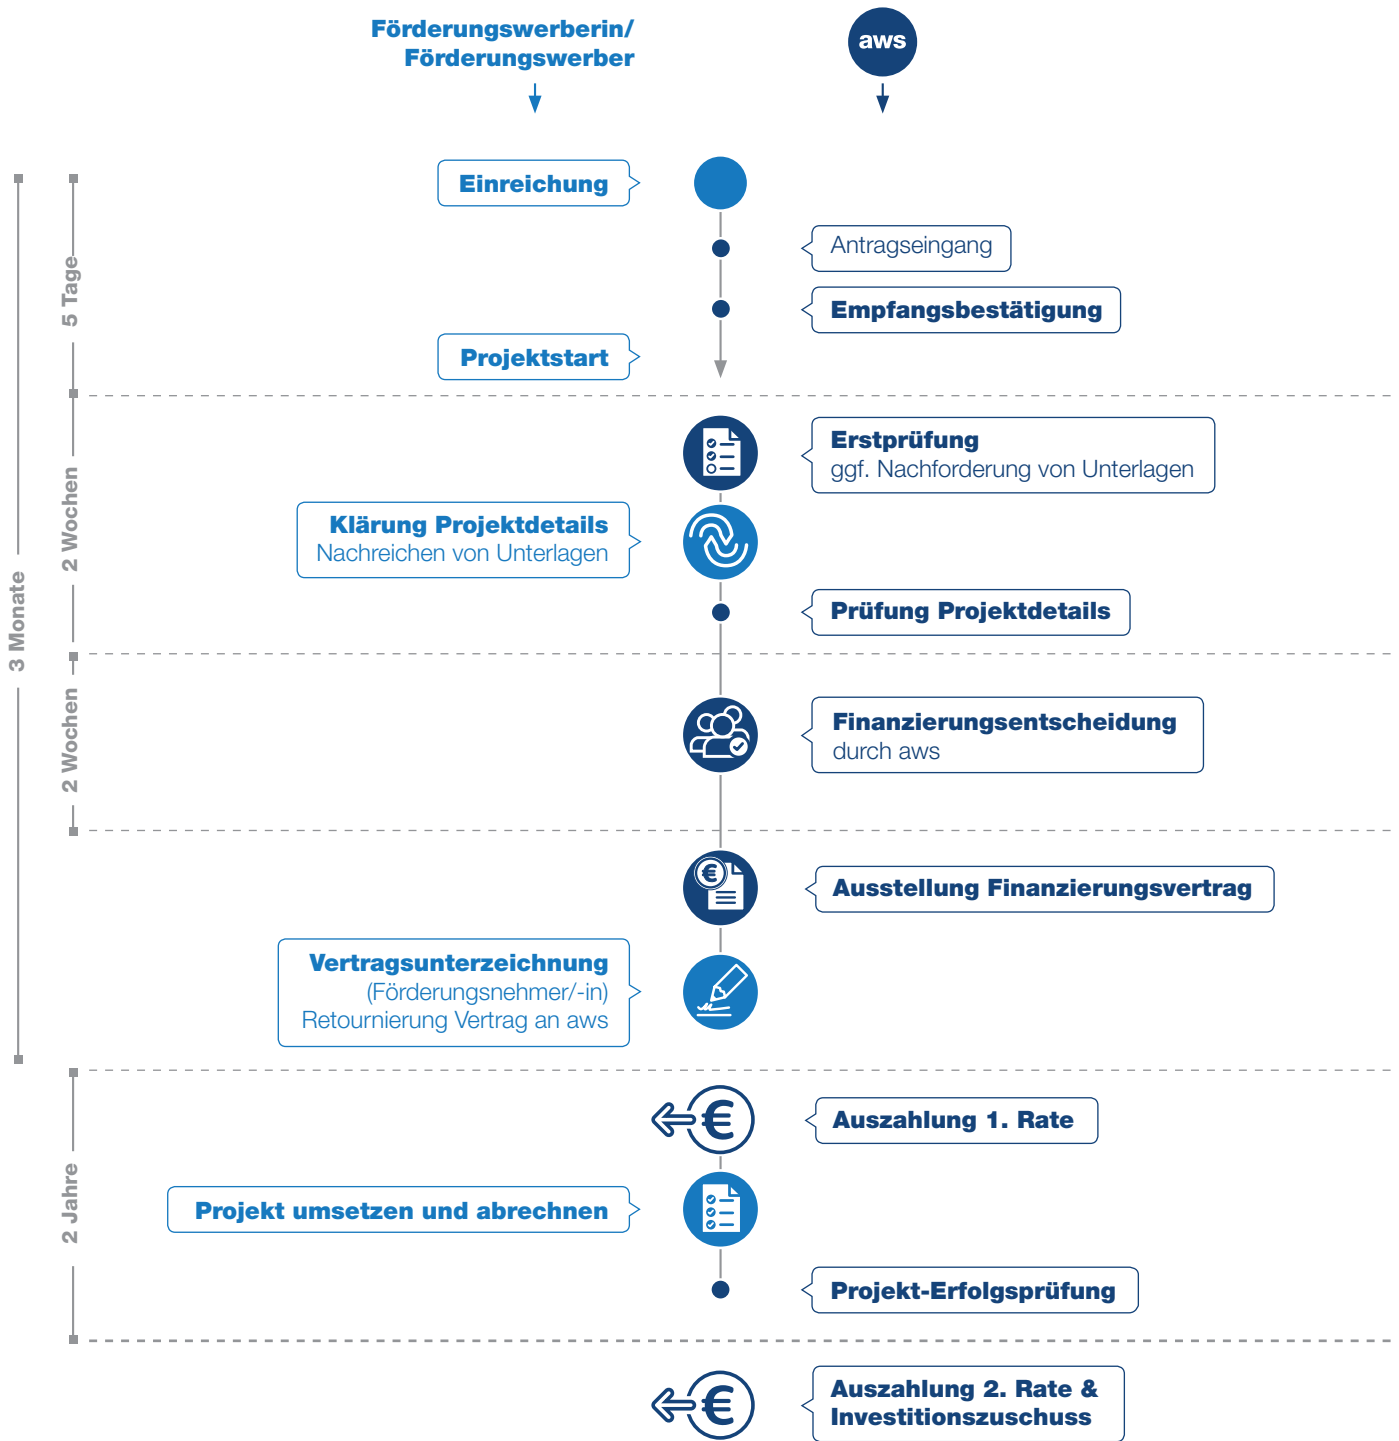 Förderungswerberin/
Förderungswerber
aws
Einreichung
Antragseingang
Empfangsbestätigung
Projektstart
5 Tage
Erstprüfung
ggf. Nachforderung von Unterlagen
Klärung Projektdetails
Nachreichen von Unterlagen
Prüfung Projektdetails
2 Wochen
3 Monate
Finanzierungsentscheidung
durch aws
2 Wochen
Ausstellung Finanzierungsvertrag
Vertragsunterzeichnung
(Förderungsnehmer/-in)
Retournierung Vertrag an aws
€
Auszahlung 1. Rate
€
Projekt umsetzen und abrechnen
2 Jahre
Projekt-Erfolgsprüfung
Auszahlung 2. Rate &
Investitionszuschuss
€